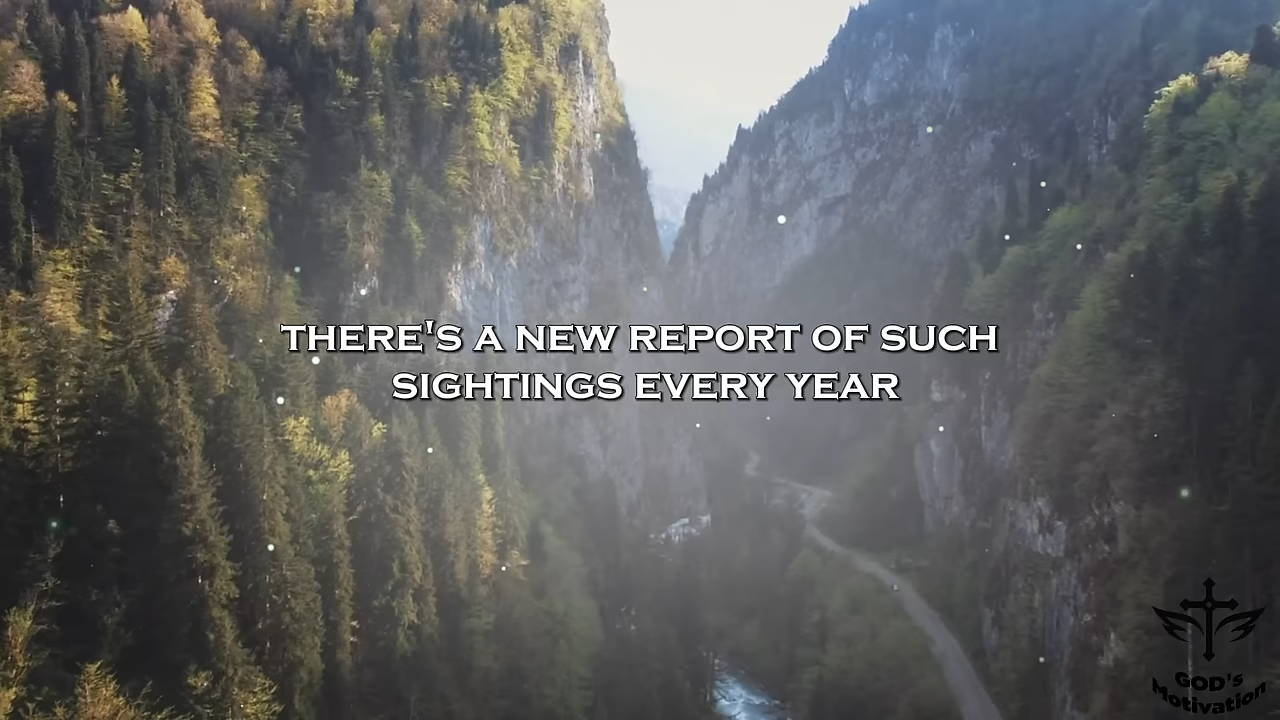 THERE'S A NEW REPORT OF SUCH
SIGHTINGS EVERY YEAR
GOD's
Motivation